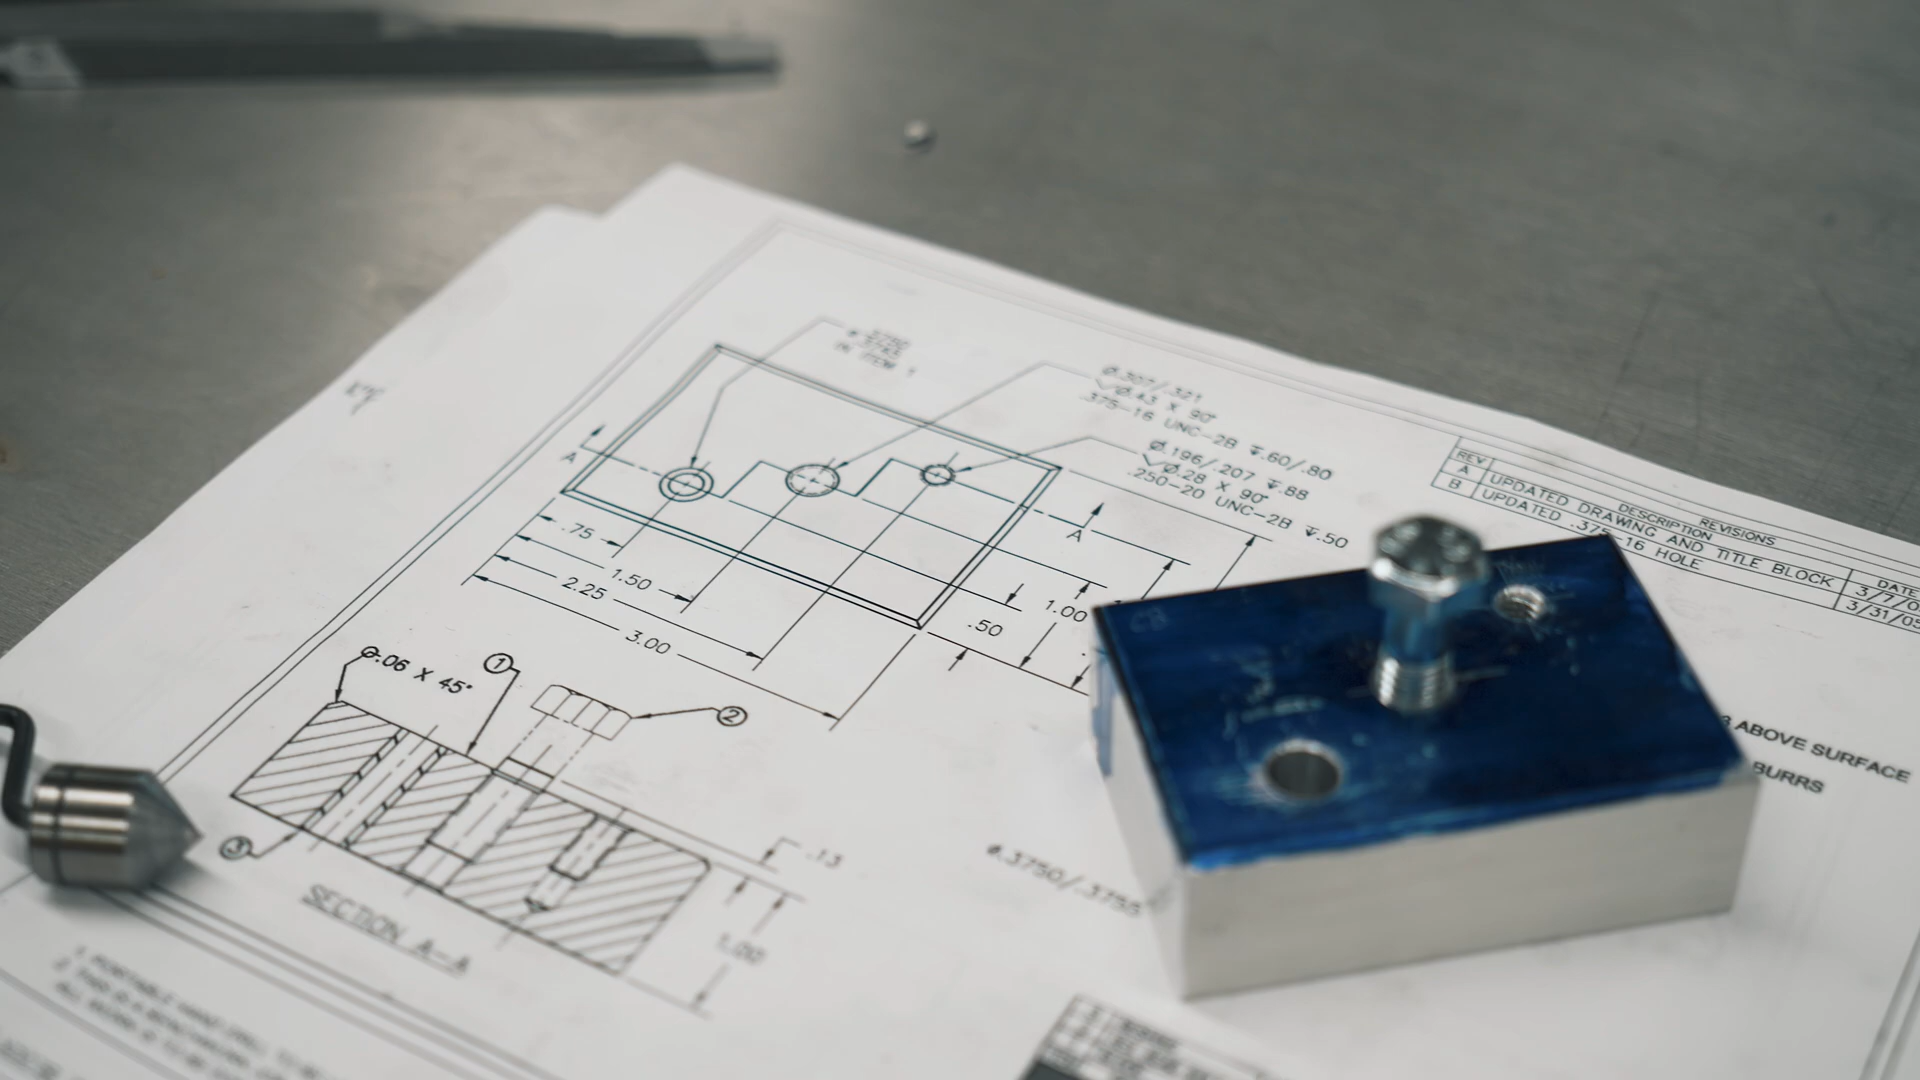 IN ITEM 1
Ø.307/.321
Ø.43 X 90°
.375-16 UNC-2B ↧.60/.80
Ø.196/.207 ↧.88
Ø.28 X 90°
.250-20 UNC-2B ↧.50
REVISIONS
REV DESCRIPTION DATE
A UPDATED DRAWING AND TITLE BLOCK 3/7/0
B UPDATED .375-16 HOLE 3/31/05
A
A
.75
1.50
2.25
3.00
.50
1.00
.06 X 45°
1
2
3
.13
1.00
SECTION A-A
Ø.3750/.3755
ABOVE SURFACE
BURRS